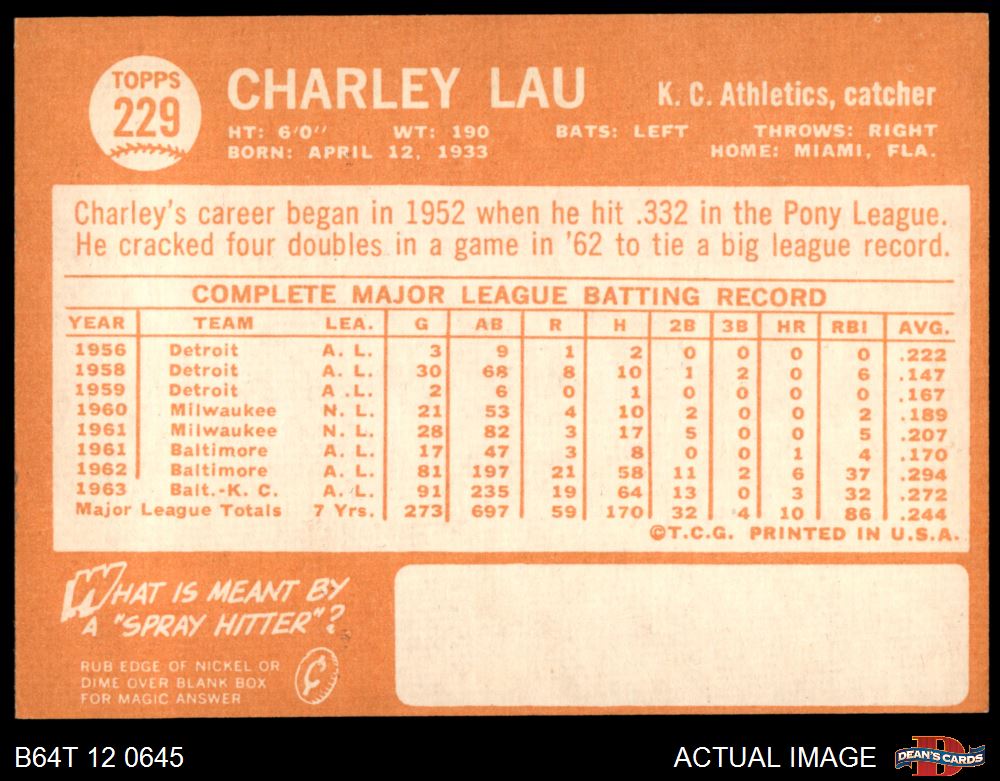 TOPPS
229
CHARLEY LAU
K. C. Athletics, catcher
HT: 6'0" WT: 190 BATS: LEFT THROWS: RIGHT
BORN: APRIL 12, 1933 HOME: MIAMI, FLA.
Charley's career began in 1952 when he hit .332 in the Pony League.
He cracked four doubles in a game in '62 to tie a big league record.
COMPLETE MAJOR LEAGUE BATTING RECORD
YEAR TEAM LEA. G AB R H 2B 3B HR RBI AVG.
1956 Detroit A. L. 3 9 1 2 0 0 0 0 .222
1958 Detroit A. L. 30 68 8 10 1 2 0 6 .147
1959 Detroit A .L. 2 6 0 1 0 0 0 0 .167
1960 Milwaukee N. L. 21 53 4 10 2 0 0 2 .189
1961 Milwaukee N. L. 28 82 3 17 5 0 0 5 .207
1961 Baltimore A. L. 17 47 3 8 0 0 1 4 .170
1962 Baltimore A. L. 81 197 21 58 11 2 6 37 .294
1963 Balt.-K. C. A. L. 91 235 19 64 13 0 3 32 .272
Major League Totals 7 Yrs. 273 697 59 170 32 4 10 86 .244
©T.C.G. PRINTED IN U.S.A.
WHAT IS MEANT BY
A "SPRAY HITTER"?
RUB EDGE OF NICKEL OR
DIME OVER BLANK BOX
FOR MAGIC ANSWER
B64T 12 0645
ACTUAL IMAGE
DEAN'S CARDS